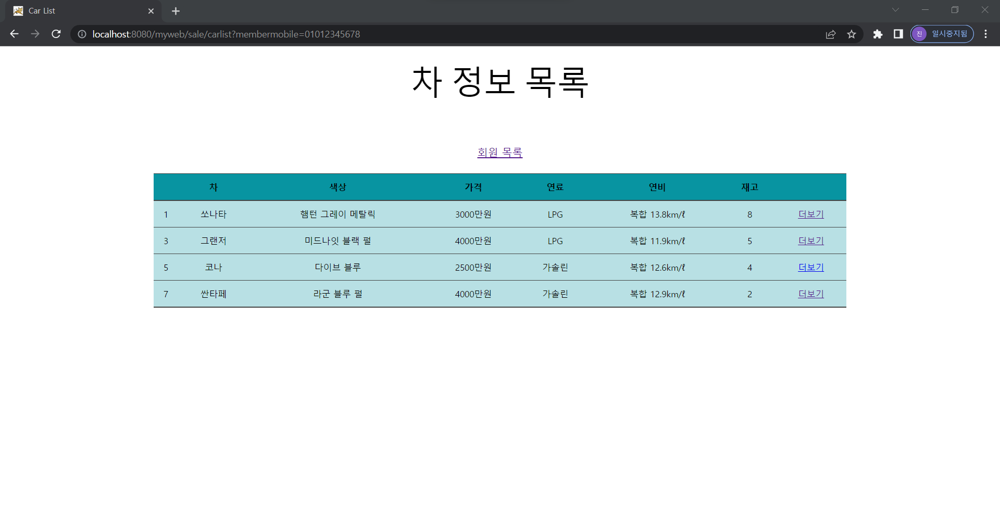 Car List
localhost:8080/myweb/sale/carlist?membermobile=01012345678
진 일시중지됨
차 정보 목록
회원 목록
차 색상 가격 연료 연비 재고
1 쏘나타 햄턴 그레이 메탈릭 3000만원 LPG 복합 13.8km/ℓ 8 더보기
3 그랜저 미드나잇 블랙 펄 4000만원 LPG 복합 11.9km/ℓ 5 더보기
5 코나 다이브 블루 2500만원 가솔린 복합 12.6km/ℓ 4 더보기
7 싼타페 라군 블루 펄 4000만원 가솔린 복합 12.9km/ℓ 2 더보기